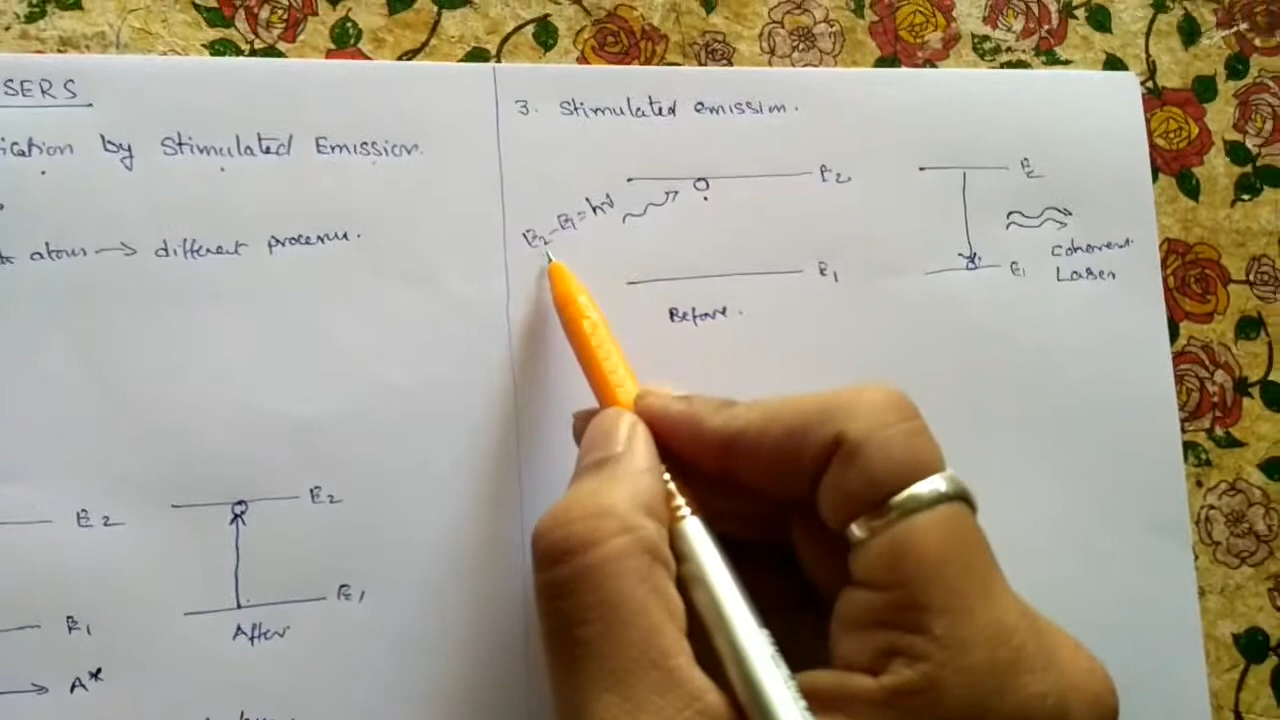 SERS
ication by Stimulated Emission.
atoms → different process.
E2
E1
→ A*
E2
E1
After
3. Stimulated emission.
E2-E1=hν
E2
E1
Before.
E2
E1
Coherent
Laser